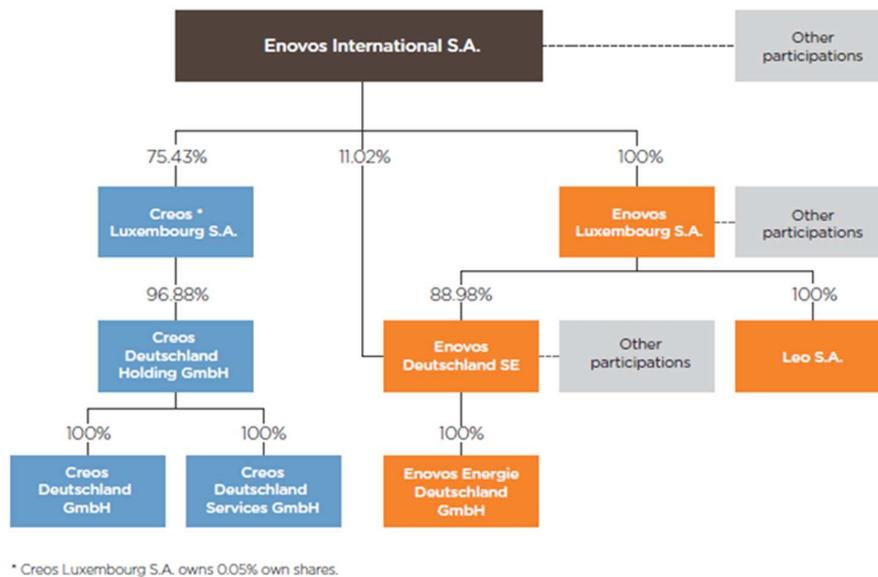 Enovos International S.A.
Other
participations
75.43%
11.02%
100%
Creos *
Luxembourg S.A.
Enovos
Luxembourg S.A.
Other
participations
96.88%
88.98%
100%
Creos
Deutschland
Holding GmbH
Enovos
Deutschland SE
Other
participations
Leo S.A.
100%
100%
100%
Creos
Deutschland
GmbH
Creos
Deutschland
Services GmbH
Enovos Energie
Deutschland
GmbH
* Creos Luxembourg S.A. owns 0.05% own shares.